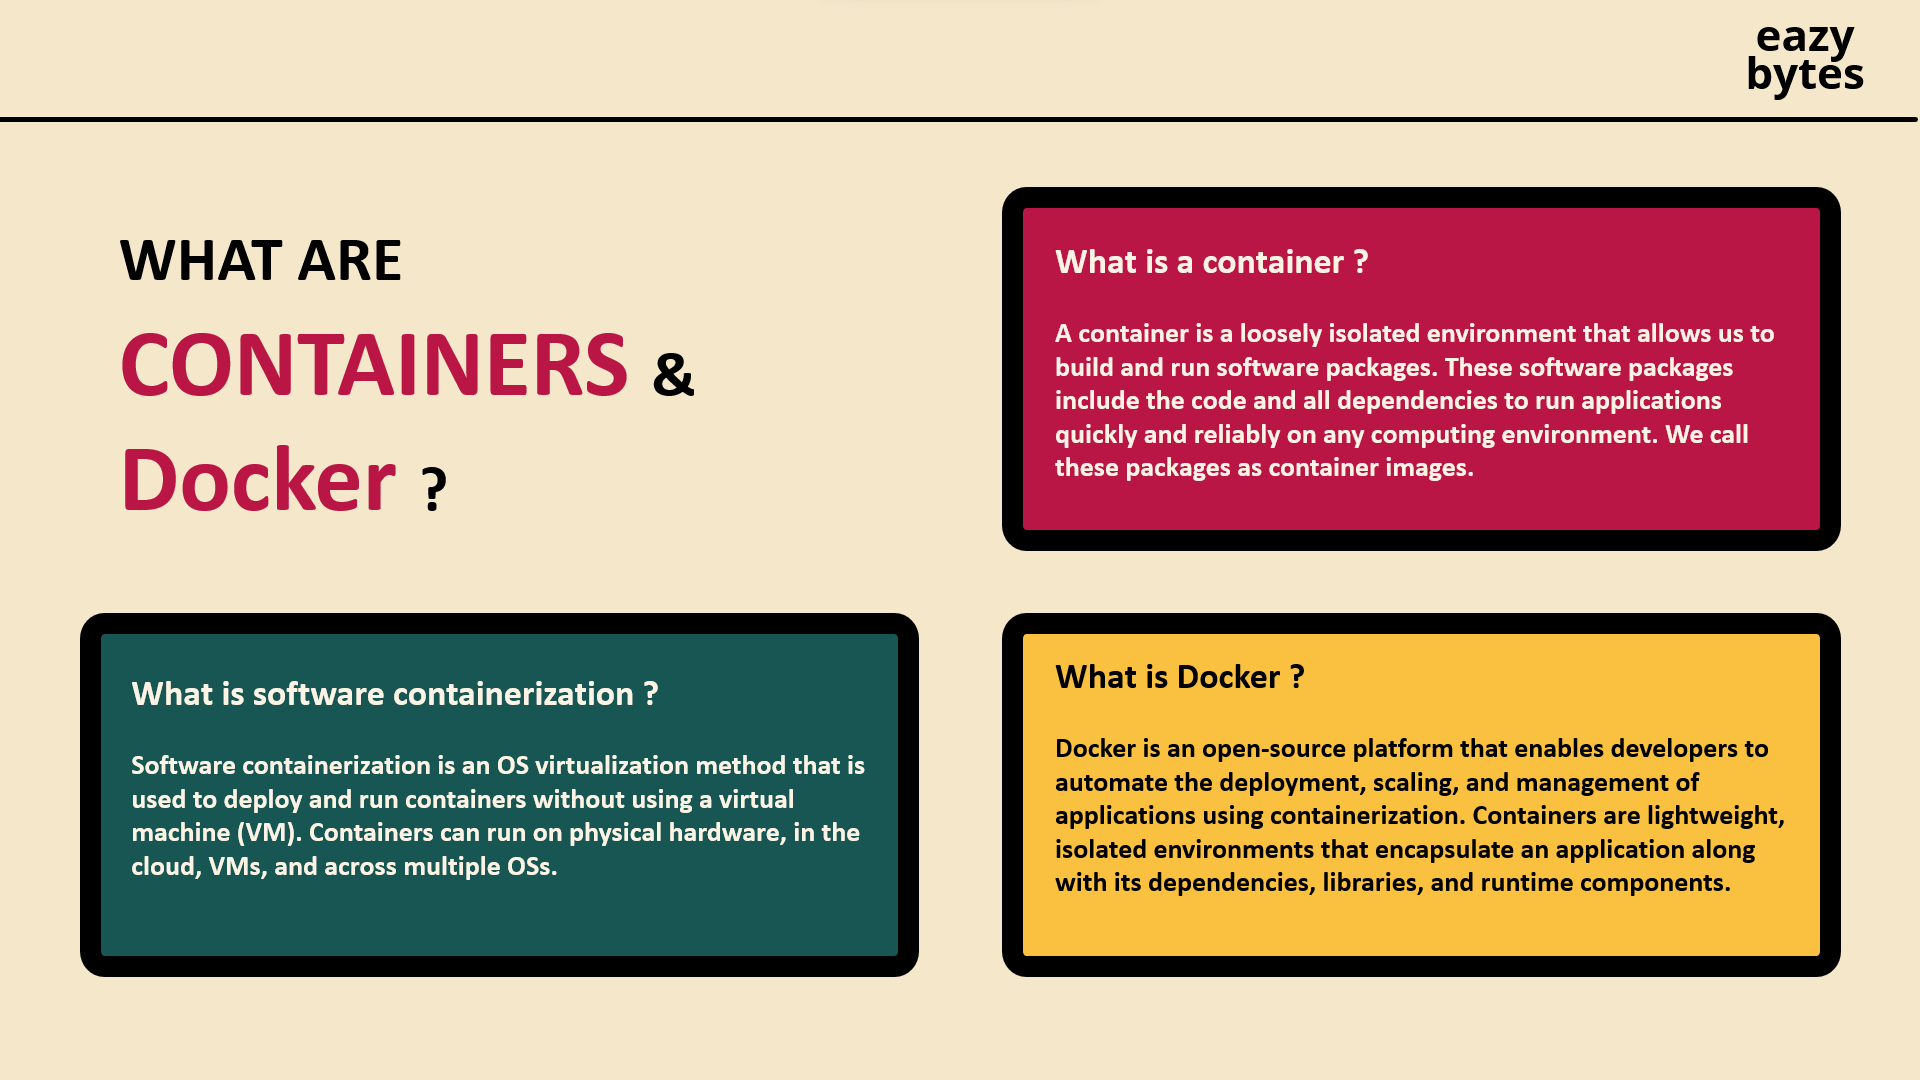 eazy
bytes
WHAT ARE
CONTAINERS &
Docker ?
What is a container ?
A container is a loosely isolated environment that allows us to
build and run software packages. These software packages
include the code and all dependencies to run applications
quickly and reliably on any computing environment. We call
these packages as container images.
What is software containerization ?
Software containerization is an OS virtualization method that is
used to deploy and run containers without using a virtual
machine (VM). Containers can run on physical hardware, in the
cloud, VMs, and across multiple OSs.
What is Docker ?
Docker is an open-source platform that enables developers to
automate the deployment, scaling, and management of
applications using containerization. Containers are lightweight,
isolated environments that encapsulate an application along
with its dependencies, libraries, and runtime components.